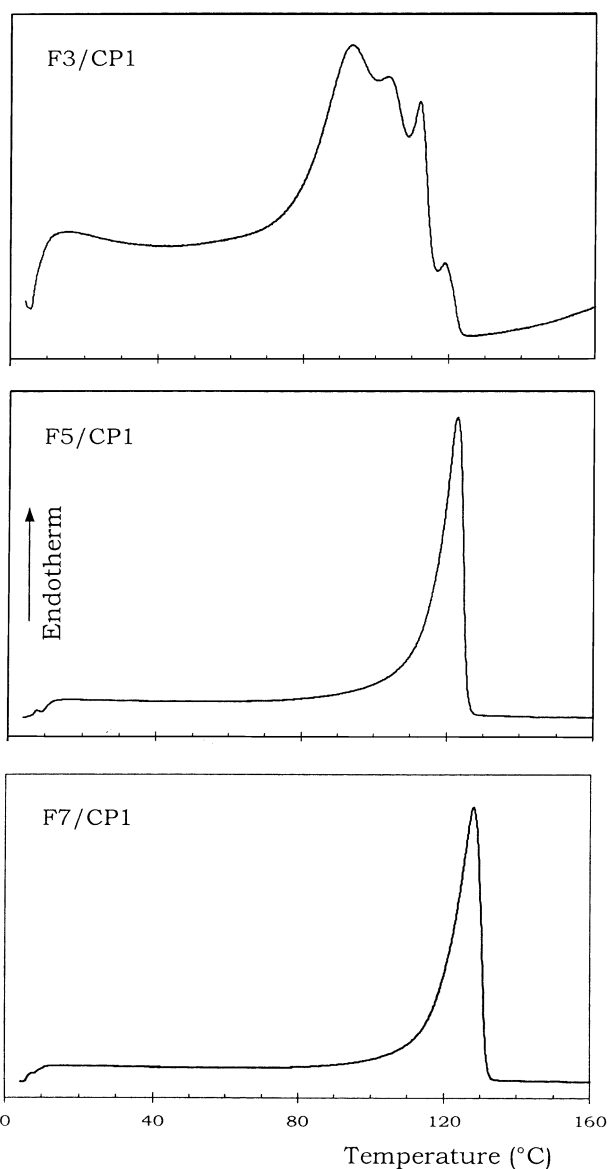 F3/CP1
F5/CP1
Endotherm
F7/CP1
0 40 80 120 160
Temperature (°C)